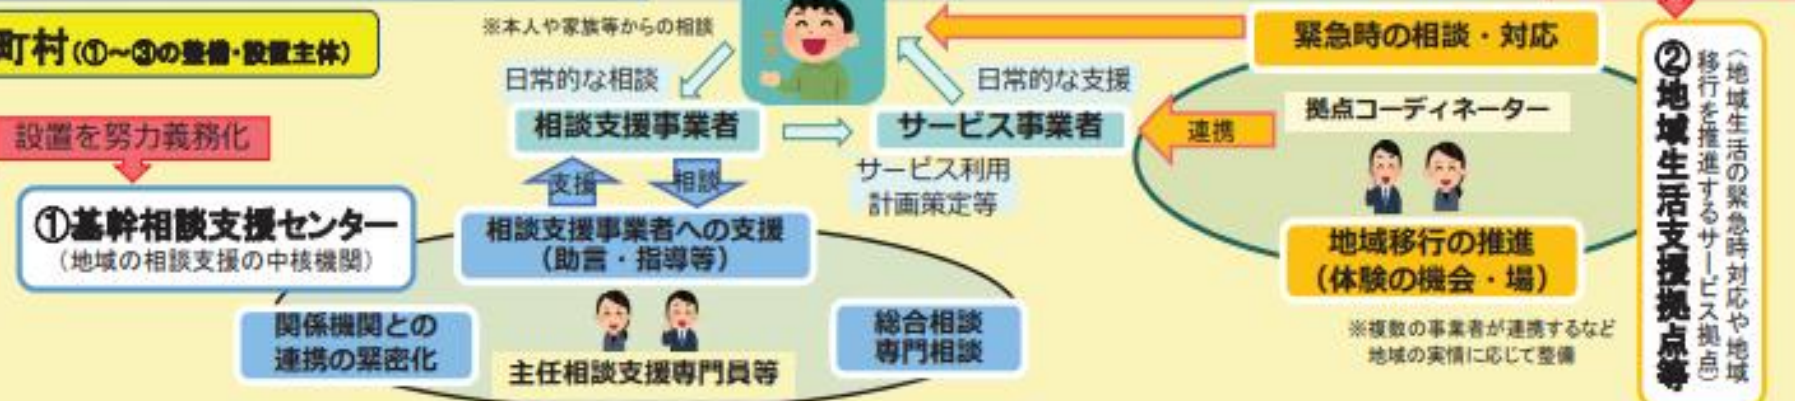 町村(①～③の整備・設置主体)
※本人や家族等からの相談
日常的な相談
日常的な支援
相談支援事業者
サービス事業者
サービス利用
計画策定等
支援
相談
設置を努力義務化
①基幹相談支援センター
(地域の相談支援の中核機関)
相談支援事業者への支援
(助言・指導等)
関係機関との
連携の緊密化
主任相談支援専門員等
総合相談
専門相談
緊急時の相談・対応
連携
拠点コーディネーター
地域移行の推進
(体験の機会・場)
※複数の事業者が連携するなど
地域の実情に応じて整備
②地域生活支援拠点等
(地域生活の緊急時対応や地域
移行を推進するサービス拠点)